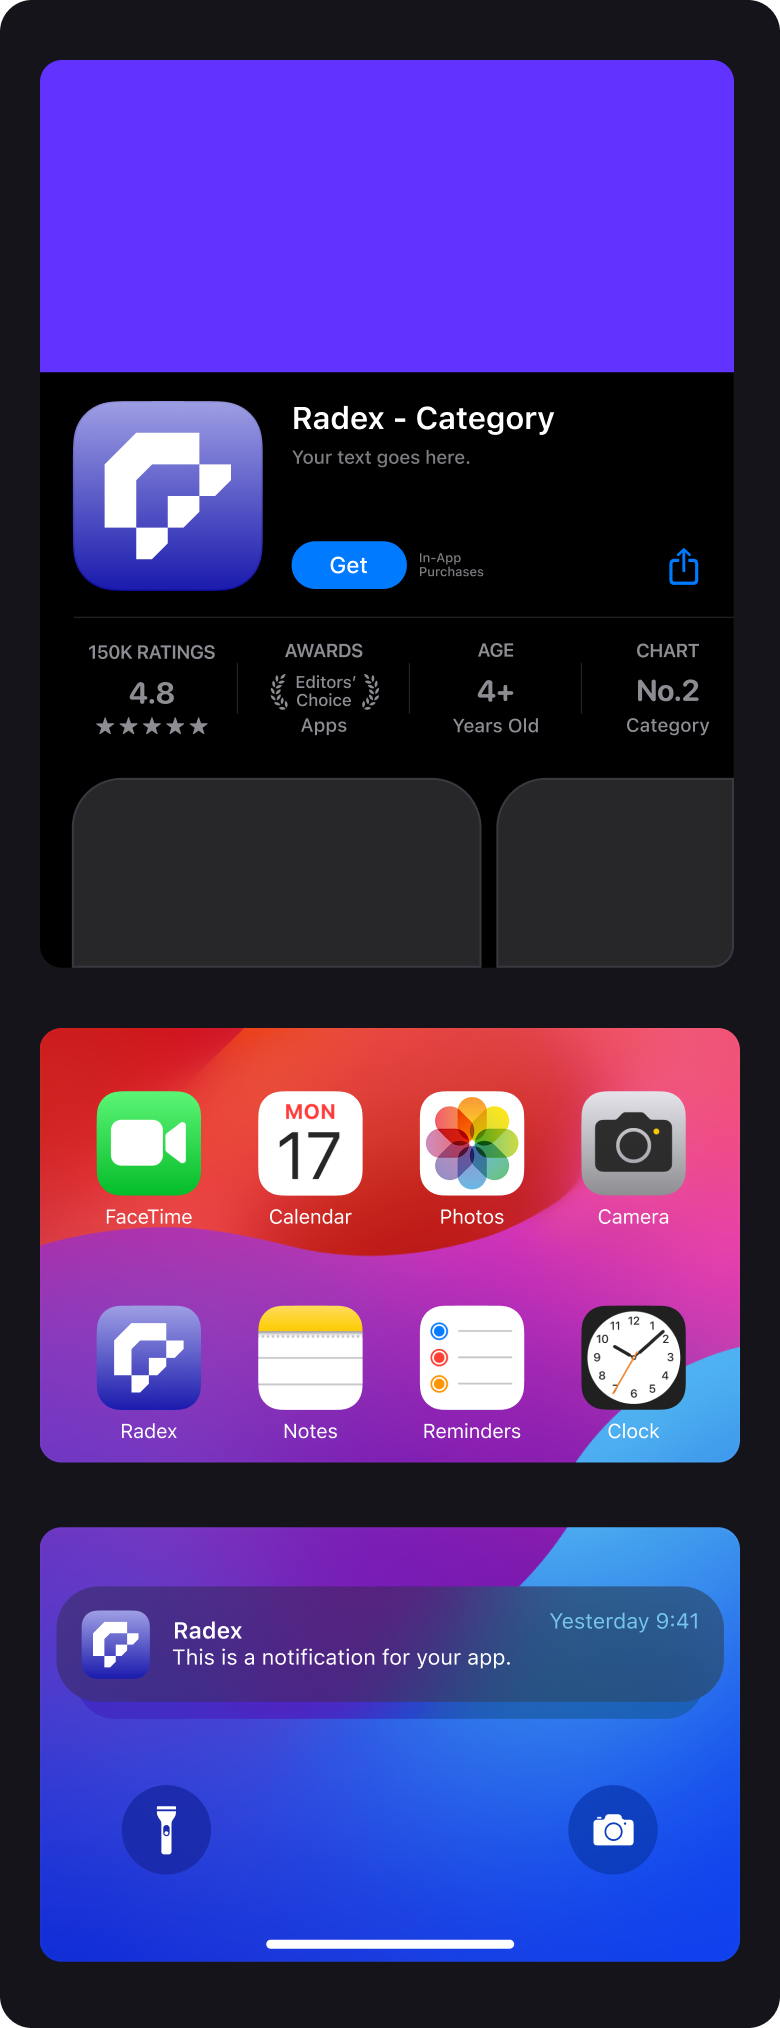 Radex - Category
Your text goes here.
Get
In-App
Purchases
150K RATINGS
4.8
AWARDS
Editors’
Choice
Apps
AGE
4+
Years Old
CHART
No.2
Category
MON
17
FaceTime
Calendar
Photos
Camera
12
1
2
3
4
5
6
7
8
9
10
11
Radex
Notes
Reminders
Clock
Radex
Yesterday 9:41
This is a notification for your app.